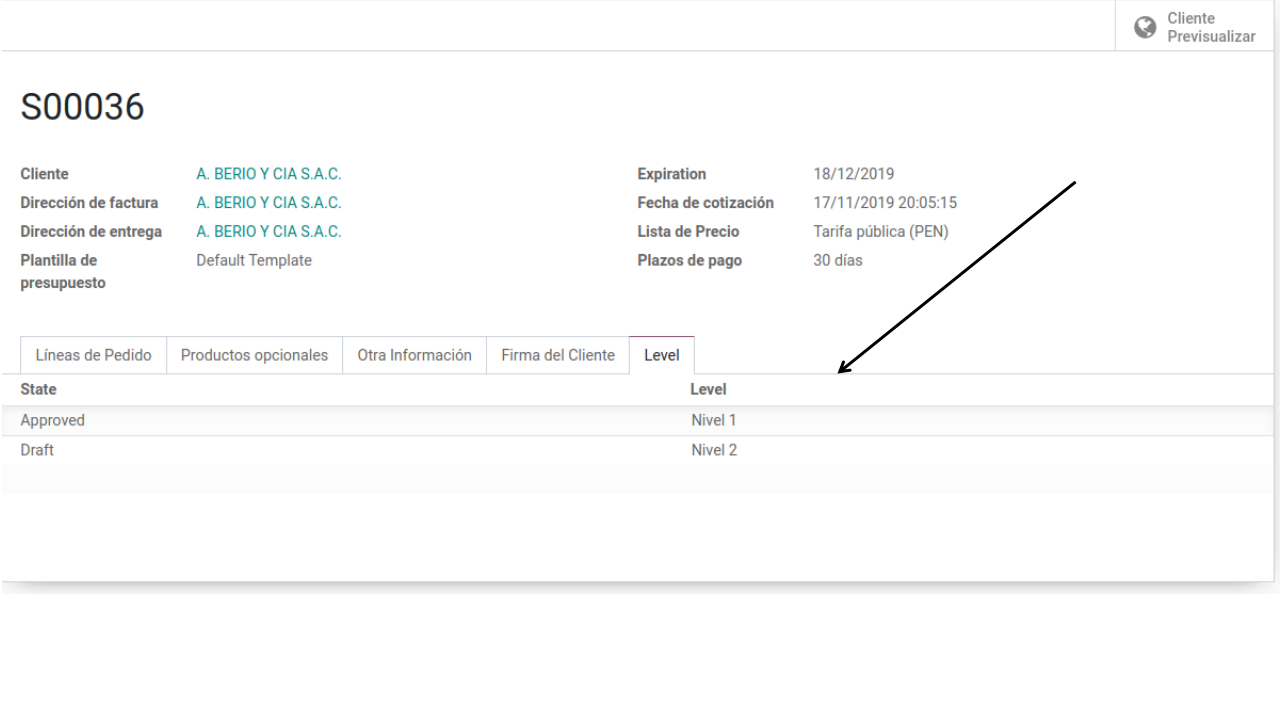 Cliente
Previsualizar
S00036
Cliente A. BERIO Y CIA S.A.C.
Dirección de factura A. BERIO Y CIA S.A.C.
Dirección de entrega A. BERIO Y CIA S.A.C.
Plantilla de presupuesto Default Template
Expiration 18/12/2019
Fecha de cotización 17/11/2019 20:05:15
Lista de Precio Tarifa pública (PEN)
Plazos de pago 30 días
Líneas de Pedido Productos opcionales Otra Información Firma del Cliente Level
State Level
Approved Nivel 1
Draft Nivel 2